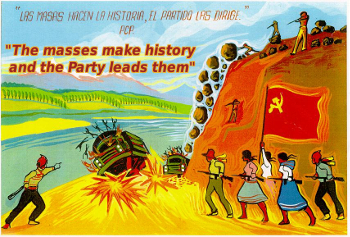 "LAS MASAS HACEN LA HISTORIA, EL PARTIDO LAS DIRIGE."
PCP
"The masses make history
and the Party leads them"